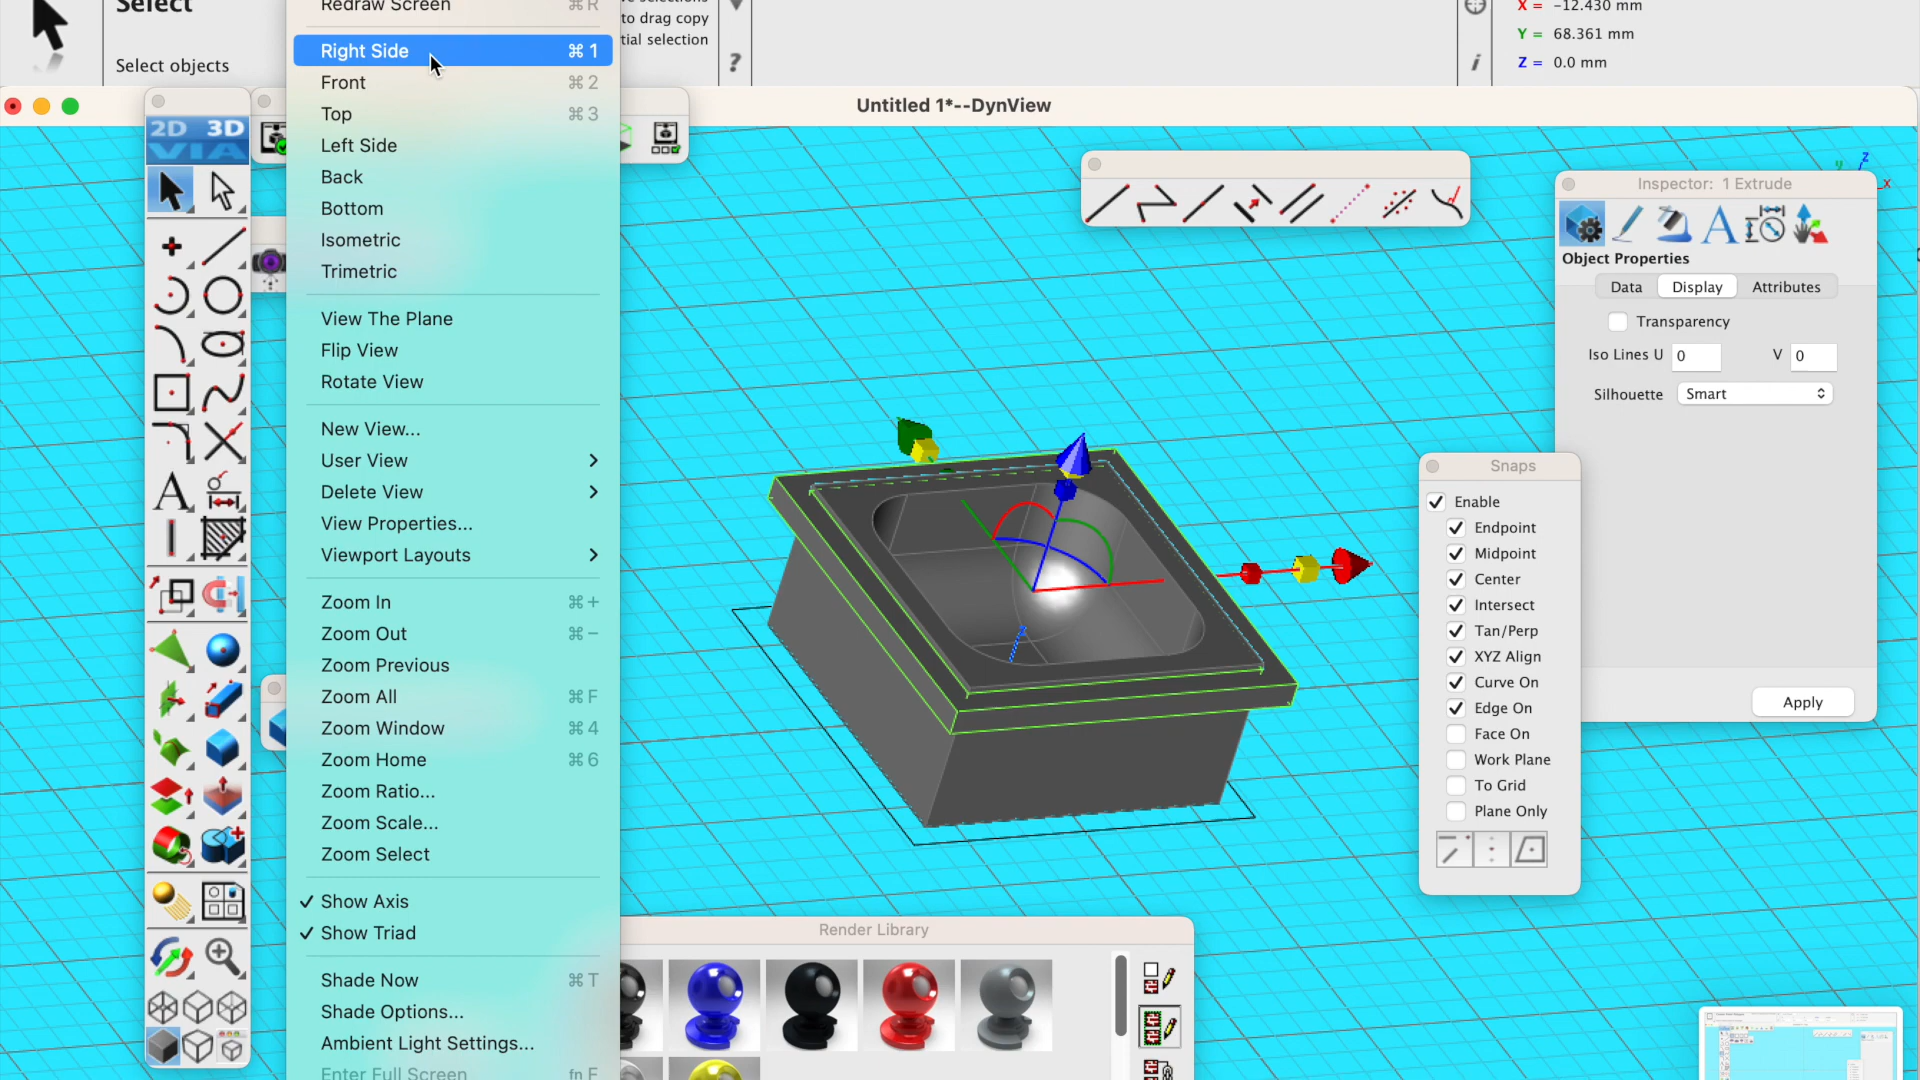 Select
Select objects
to drag copy
tial selection
?
i
X = -12.430 mm
Y = 68.361 mm
Z = 0.0 mm
Redraw Screen ⌘R
Right Side ⌘1
Front ⌘2
Top ⌘3
Left Side
Back
Bottom
Isometric
Trimetric
View The Plane
Flip View
Rotate View
New View...
User View
Delete View
View Properties...
Viewport Layouts
Zoom In ⌘+
Zoom Out ⌘−
Zoom Previous
Zoom All ⌘F
Zoom Window ⌘4
Zoom Home ⌘6
Zoom Ratio...
Zoom Scale...
Zoom Select
✓ Show Axis
✓ Show Triad
Shade Now ⌘T
Shade Options...
Ambient Light Settings...
Enter Full Screen fn F
Untitled 1*--DynView
2D 3D
VIA
A
y z x
Inspector: 1 Extrude
A
Object Properties
Data Display Attributes
Transparency
Iso Lines U 0 V 0
Silhouette Smart
Apply
Snaps
Enable
Endpoint
Midpoint
Center
Intersect
Tan/Perp
XYZ Align
Curve On
Edge On
Face On
Work Plane
To Grid
Plane Only
Render Library